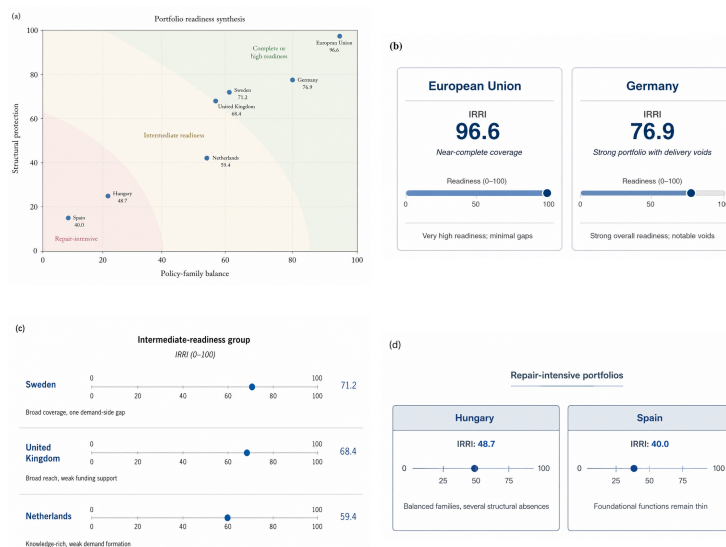 (a)
Portfolio readiness synthesis
Structural protection
100
80
60
40
20
0
0 20 40 60 80 100
Policy-family balance
European Union
96.6
Complete or
high readiness
Germany
76.9
Sweden
71.2
United Kingdom
68.4
Intermediate readiness
Netherlands
59.4
Hungary
48.7
Spain
40.0
Repair-intensive
(b)
European Union
IRRI
96.6
Near-complete coverage
Readiness (0–100)
0 50 100
Very high readiness; minimal gaps
Germany
IRRI
76.9
Strong portfolio with delivery voids
Readiness (0–100)
0 50 100
Strong overall readiness; notable voids
(c)
Intermediate-readiness group
IRRI (0–100)
Sweden
0 100
0 20 40 60 80 100
71.2
Broad coverage, one demand-side gap
United
Kingdom
0 100
0 20 40 60 80 100
68.4
Broad reach, weak funding support
Netherlands
0 100
0 20 40 60 80 100
59.4
Knowledge-rich, weak demand formation
(d)
Repair-intensive portfolios
Hungary
IRRI: 48.7
0 100
25 50 75
Balanced families, several structural absences
Spain
IRRI: 40.0
0 100
25 50 75
Foundational functions remain thin